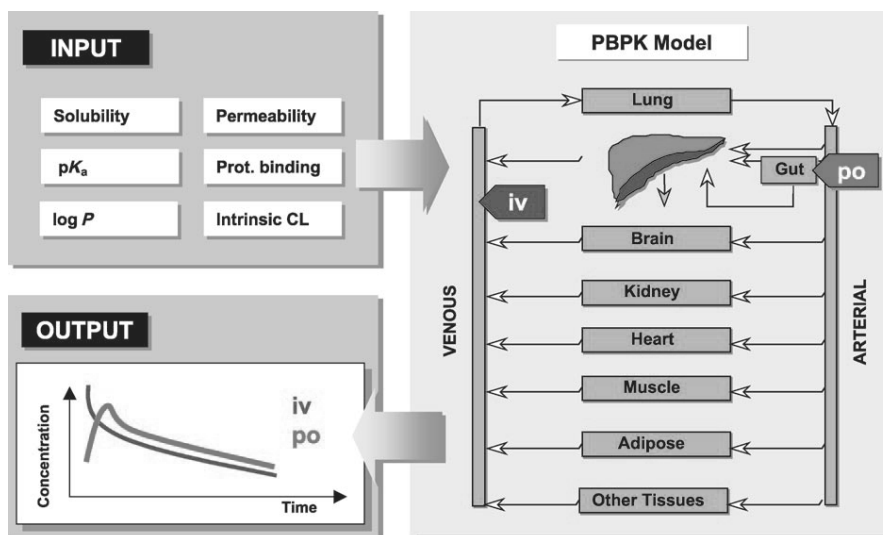 INPUT
Solubility
Permeability
pKa
Prot. binding
log P
Intrinsic CL
OUTPUT
Concentration
iv
po
Time
PBPK Model
Lung
Gut
po
iv
Brain
Kidney
Heart
Muscle
Adipose
Other Tissues
VENOUS
ARTERIAL